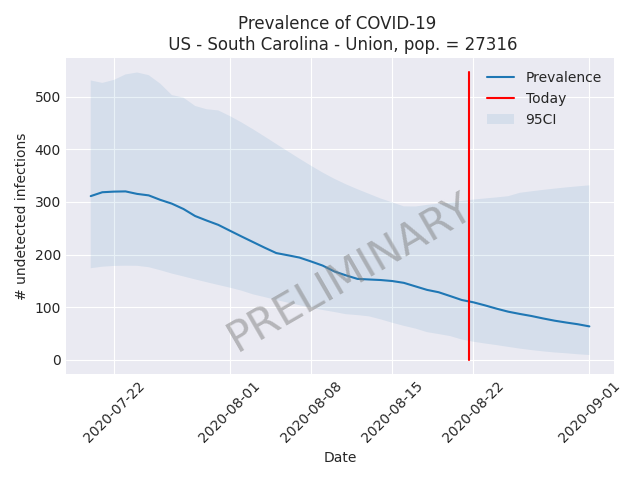 Prevalence of COVID-19
US - South Carolina - Union, pop. = 27316
Prevalence
Today
95CI
# undetected infections
500
400
300
200
100
0
PRELIMINARY
2020-07-22
2020-08-01
2020-08-08
2020-08-15
2020-08-22
2020-09-01
Date